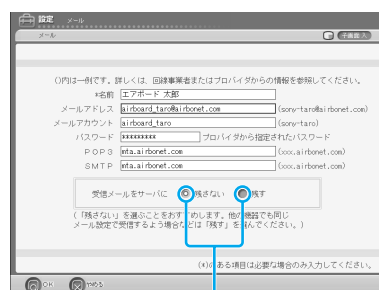 設定 メール
メール 子画面 入
()内は一例です。詳しくは、回線事業者またはプロバイダからの情報を参照してください。
*名前 エアボード 太郎
メールアドレス airboard_taro@airbonet.com (sony-taro@airbonet.com)
メールアカウント airboard_taro (sony-taro)
パスワード ********* プロバイダから指定されたパスワード
POP3 mta.airbonet.com (xxx.airbonet.com)
SMTP mta.airbonet.com (xxx.airbonet.com)
受信メールをサーバに 残さない 残す
(「残さない」を選ぶことをおすすめします。他の機器でも同じ
メール設定で受信するよう場合などは「残す」を選んでください。)
(*)のある項目は必要な場合のみ入力してください。
OK やめる